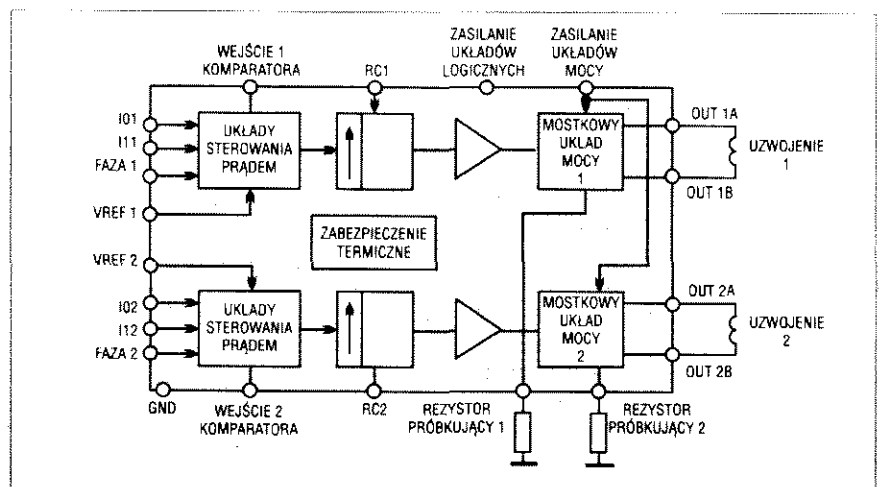 WEJŚCIE 1
KOMPARATORA
RC1
ZASILANIE
UKŁADÓW
LOGICZNYCH
ZASILANIE
UKŁADÓW
MOCY
I01
I11
FAZA 1
VREF 1
UKŁADY
STEROWANIA
PRĄDEM
MOSTKOWY
UKŁAD
MOCY
1
OUT 1A
OUT 1B
UZWOJENIE
1
ZABEZPIECZENIE
TERMICZNE
VREF 2
I02
I12
FAZA 2
GND
UKŁADY
STEROWANIA
PRĄDEM
MOSTKOWY
UKŁAD
MOCY
2
OUT 2A
OUT 2B
UZWOJENIE
2
WEJŚCIE 2
KOMPARATORA
RC2
REZYSTOR
PRÓBKUJĄCY 1
REZYSTOR
PRÓBKUJĄCY 2